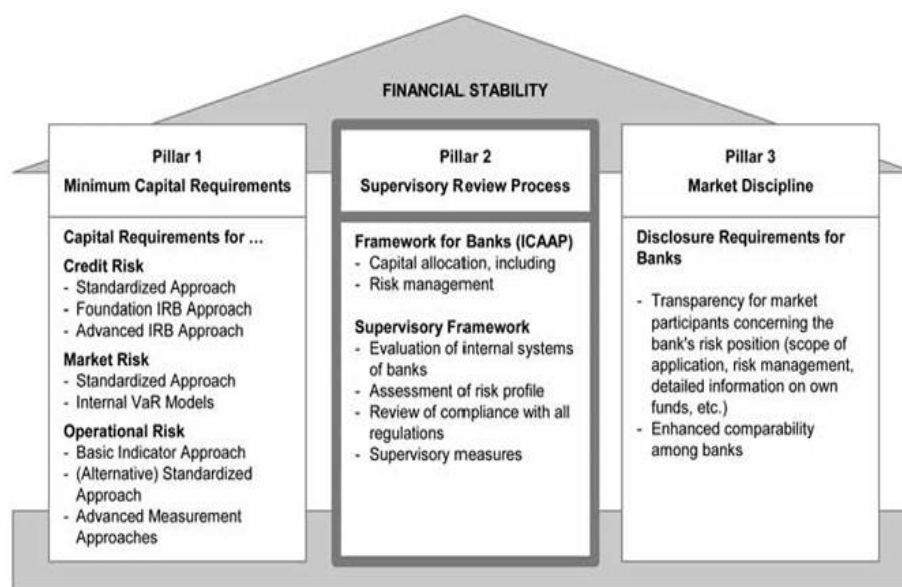 FINANCIAL STABILITY
Pillar 1
Minimum Capital Requirements
Capital Requirements for ...
Credit Risk
- Standardized Approach
- Foundation IRB Approach
- Advanced IRB Approach
Market Risk
- Standardized Approach
- Internal VaR Models
Operational Risk
- Basic Indicator Approach
- (Alternative) Standardized
Approach
- Advanced Measurement
Approaches
Pillar 2
Supervisory Review Process
Framework for Banks (ICAAP)
- Capital allocation, including
- Risk management
Supervisory Framework
- Evaluation of internal systems
of banks
- Assessment of risk profile
- Review of compliance with all
regulations
- Supervisory measures
Pillar 3
Market Discipline
Disclosure Requirements for
Banks
- Transparency for market
participants concerning the
bank's risk position (scope of
application, risk management,
detailed information on own
funds, etc.)
- Enhanced comparability
among banks